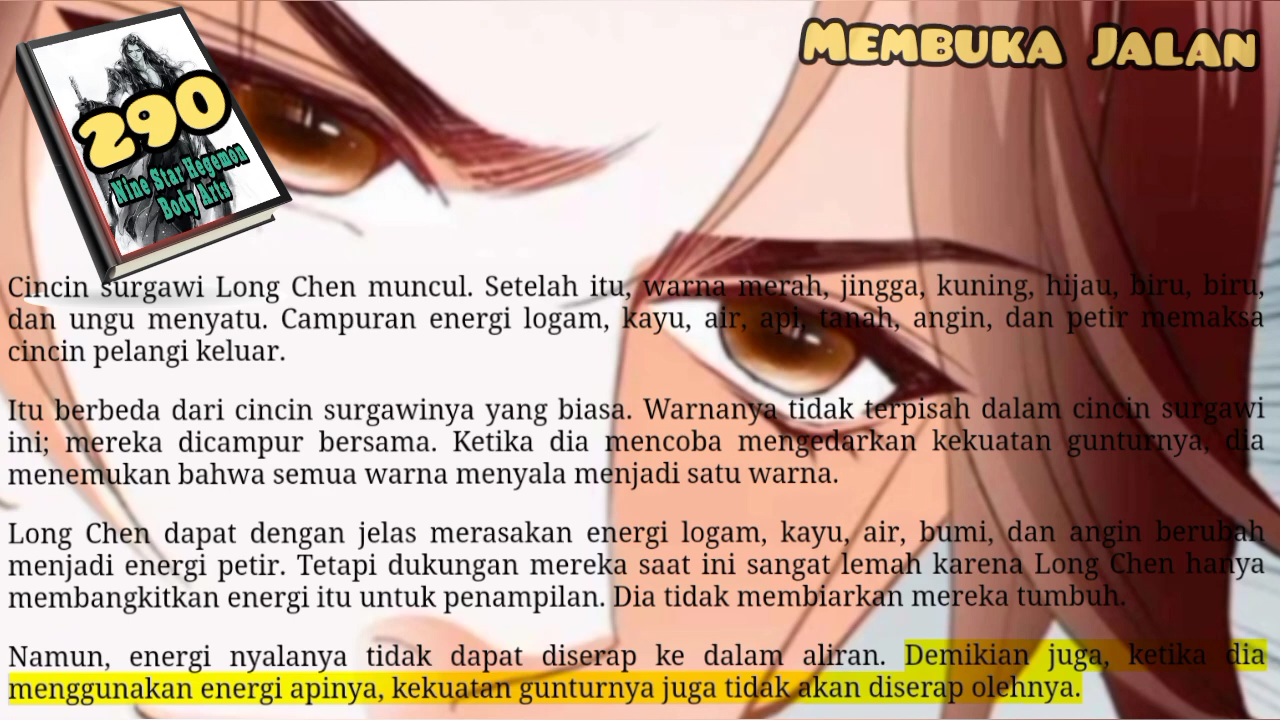 Membuka Jalan
290
Nine Star Hegemon
Body Arts
Cincin surgawi Long Chen muncul. Setelah itu, warna merah, jingga, kuning, hijau, biru, biru,
dan ungu menyatu. Campuran energi logam, kayu, air, api, tanah, angin, dan petir memaksa
cincin pelangi keluar.
Itu berbeda dari cincin surgawinya yang biasa. Warnanya tidak terpisah dalam cincin surgawi
ini; mereka dicampur bersama. Ketika dia mencoba mengedarkan kekuatan gunturnya, dia
menemukan bahwa semua warna menyala menjadi satu warna.
Long Chen dapat dengan jelas merasakan energi logam, kayu, air, bumi, dan angin berubah
menjadi energi petir. Tetapi dukungan mereka saat ini sangat lemah karena Long Chen hanya
membangkitkan energi itu untuk penampilan. Dia tidak membiarkan mereka tumbuh.
Namun, energi nyalanya tidak dapat diserap ke dalam aliran. Demikian juga, ketika dia
menggunakan energi apinya, kekuatan gunturnya juga tidak akan diserap olehnya.